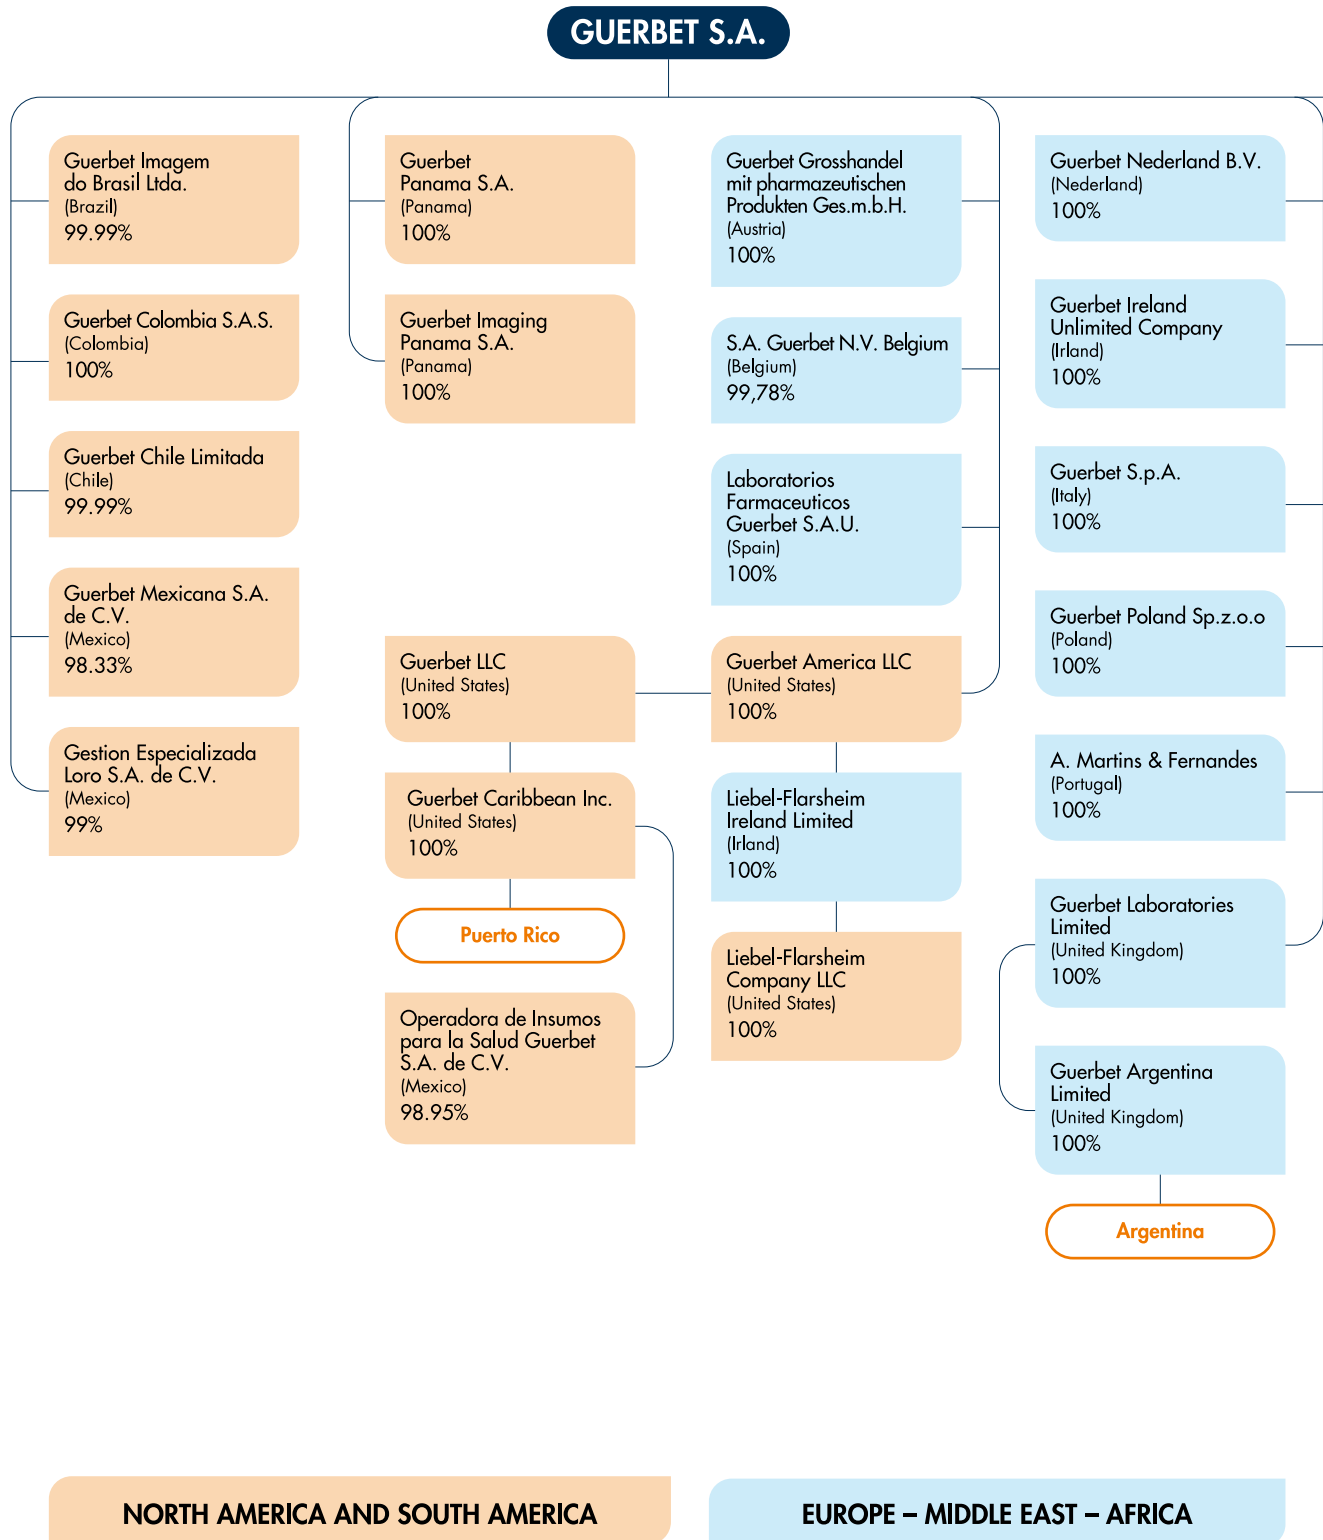 GUERBET S.A.
Guerbet Imagem
do Brasil Ltda.
(Brazil)
99.99%
Guerbet Colombia S.A.S.
(Colombia)
100%
Guerbet Chile Limitada
(Chile)
99.99%
Guerbet Mexicana S.A.
de C.V.
(Mexico)
98.33%
Gestion Especializada
Loro S.A. de C.V.
(Mexico)
99%
Guerbet
Panama S.A.
(Panama)
100%
Guerbet Imaging
Panama S.A.
(Panama)
100%
Guerbet LLC
(United States)
100%
Guerbet Caribbean Inc.
(United States)
100%
Puerto Rico
Operadora de Insumos
para la Salud Guerbet
S.A. de C.V.
(Mexico)
98.95%
Guerbet Grosshandel
mit pharmazeutischen
Produkten Ges.m.b.H.
(Austria)
100%
S.A. Guerbet N.V. Belgium
(Belgium)
99,78%
Laboratorios
Farmaceuticos
Guerbet S.A.U.
(Spain)
100%
Guerbet America LLC
(United States)
100%
Liebel-Flarsheim
Ireland Limited
(Irland)
100%
Liebel-Flarsheim
Company LLC
(United States)
100%
Guerbet Nederland B.V.
(Nederland)
100%
Guerbet Ireland
Unlimited Company
(Irland)
100%
Guerbet S.p.A.
(Italy)
100%
Guerbet Poland Sp.z.o.o
(Poland)
100%
A. Martins & Fernandes
(Portugal)
100%
Guerbet Laboratories
Limited
(United Kingdom)
100%
Guerbet Argentina
Limited
(United Kingdom)
100%
Argentina
NORTH AMERICA AND SOUTH AMERICA
EUROPE – MIDDLE EAST – AFRICA